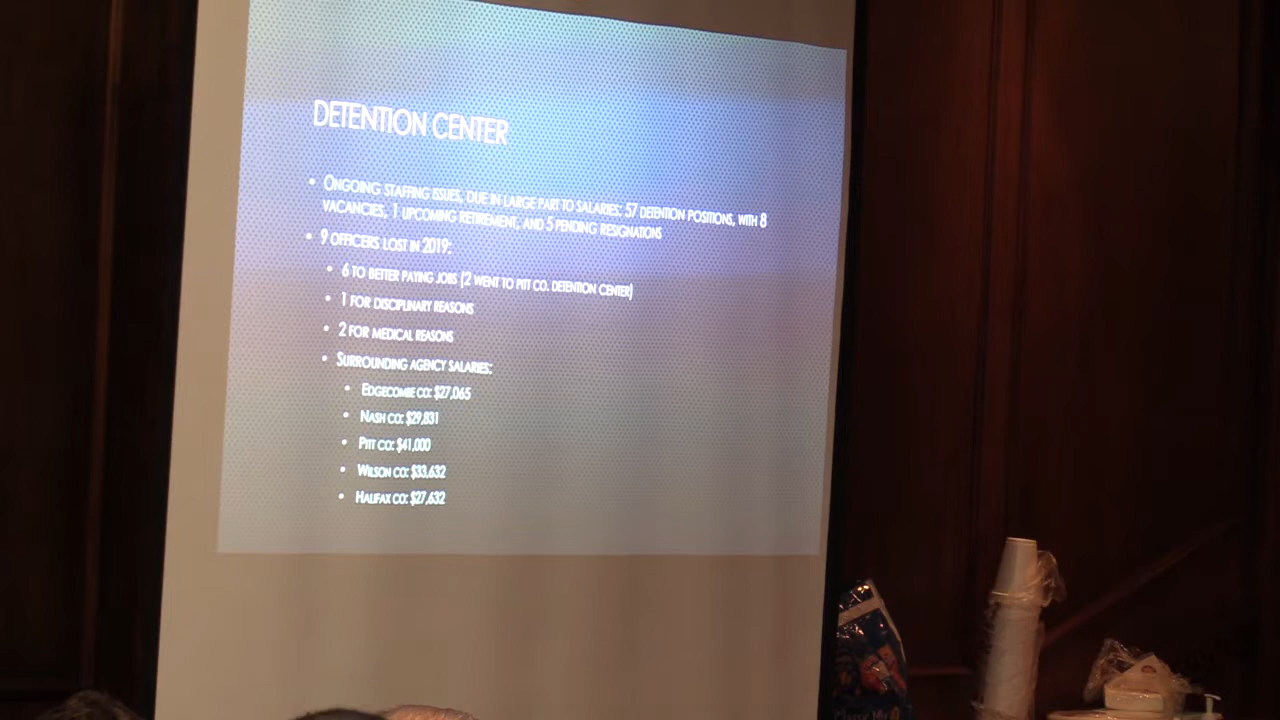 DETENTION CENTER
• ONGOING STAFFING ISSUES, DUE IN LARGE PART TO SALARIES: 57 DETENTION POSITIONS, WITH 8
VACANCIES, 1 UPCOMING RETIREMENT, AND 5 PENDING RESIGNATIONS
• 9 OFFICERS LOST IN 2019:
• 6 TO BETTER PAYING JOBS (2 WENT TO PITT CO. DETENTION CENTER)
• 1 FOR DISCIPLINARY REASONS
• 2 FOR MEDICAL REASONS
• SURROUNDING AGENCY SALARIES:
• EDGECOMBE CO: $27,065
• NASH CO: $29,831
• PITT CO: $41,000
• WILSON CO: $33,632
• HALIFAX CO: $27,632